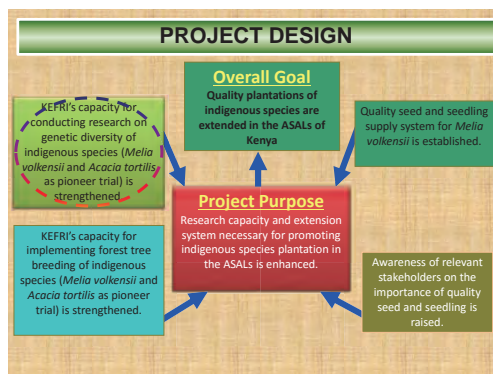 PROJECT DESIGN
Overall Goal
Quality plantations of
indigenous species are
extended in the ASALs of
Kenya
KEFRI's capacity for
conducting research on
genetic diversity of
indigenous species (Melia
volkensii and Acacia tortilis
as pioneer trial) is
strengthened.
Quality seed and seedling
supply system for Melia
volkensii is established.
Project Purpose
Research capacity and extension
system necessary for promoting
indigenous species plantation in
the ASALs is enhanced.
KEFRI's capacity for
implementing forest tree
breeding of indigenous
species (Melia volkensii and
Acacia tortilis as pioneer
trial) is strengthened.
Awareness of relevant
stakeholders on the
importance of quality
seed and seedling is
raised.